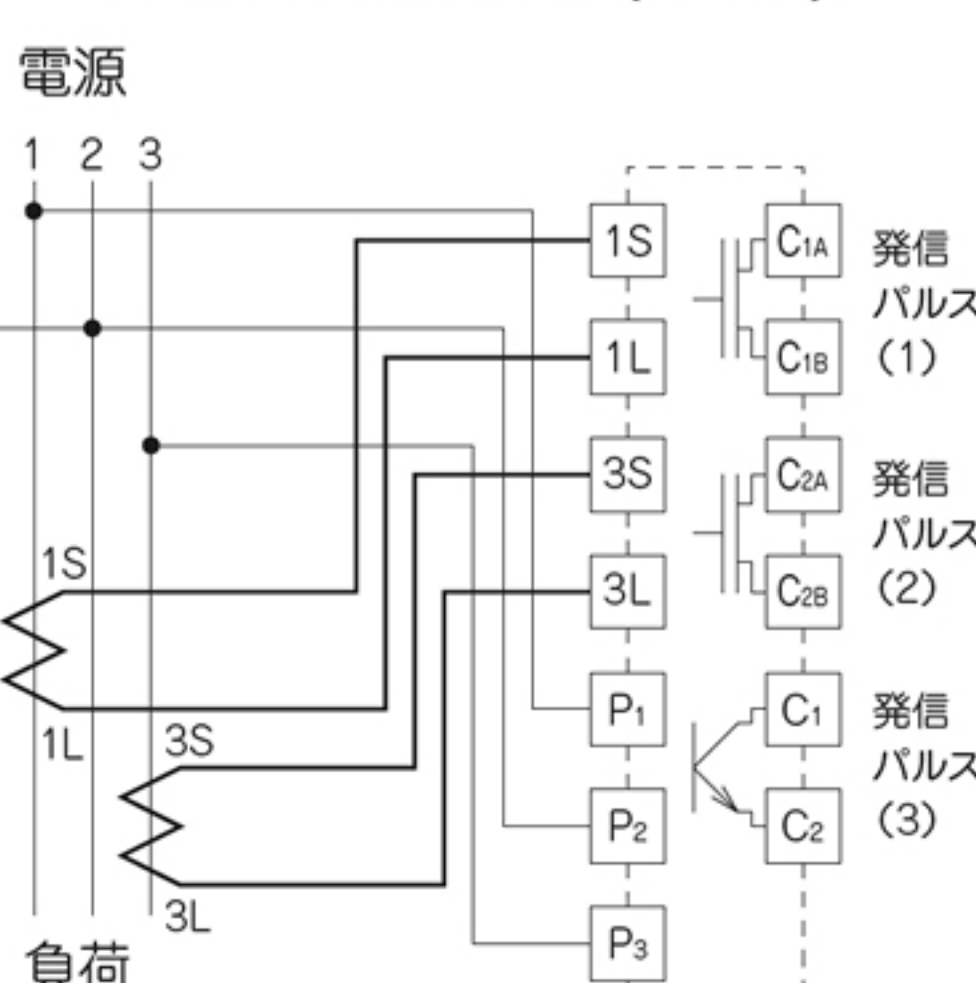 電源
1 2 3
1S
C1A
発信
パルス
(1)
1L
C1B
3S
C2A
発信
パルス
(2)
3L
C2B
1S
1L
3S
3L
P1
C1
発信
パルス
(3)
P2
C2
P3
負荷